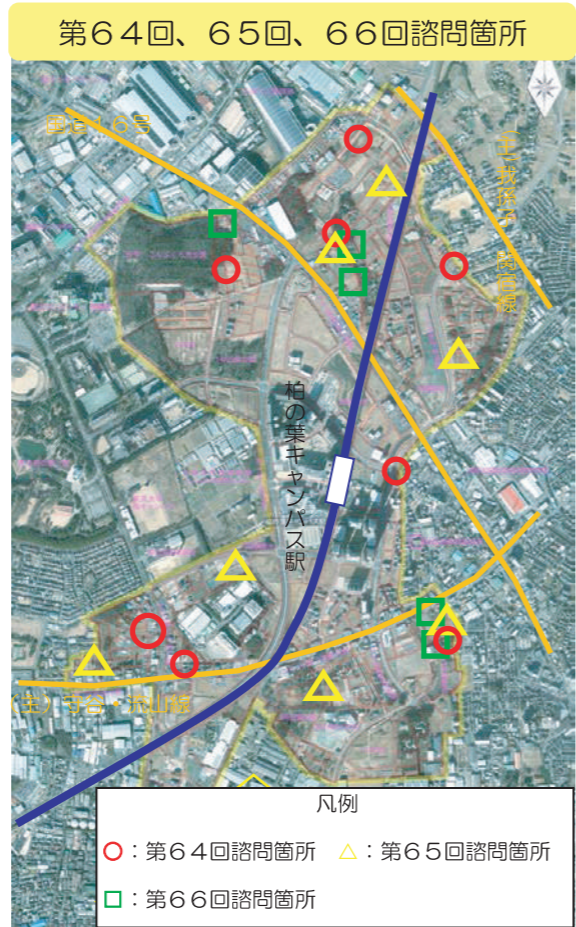 第64回、65回、66回諮問箇所
国道16号
(主)我孫子・関宿線
柏の葉キャンパス駅
(主)守谷・流山線
凡例
○：第64回諮問箇所 △：第65回諮問箇所
□：第66回諮問箇所